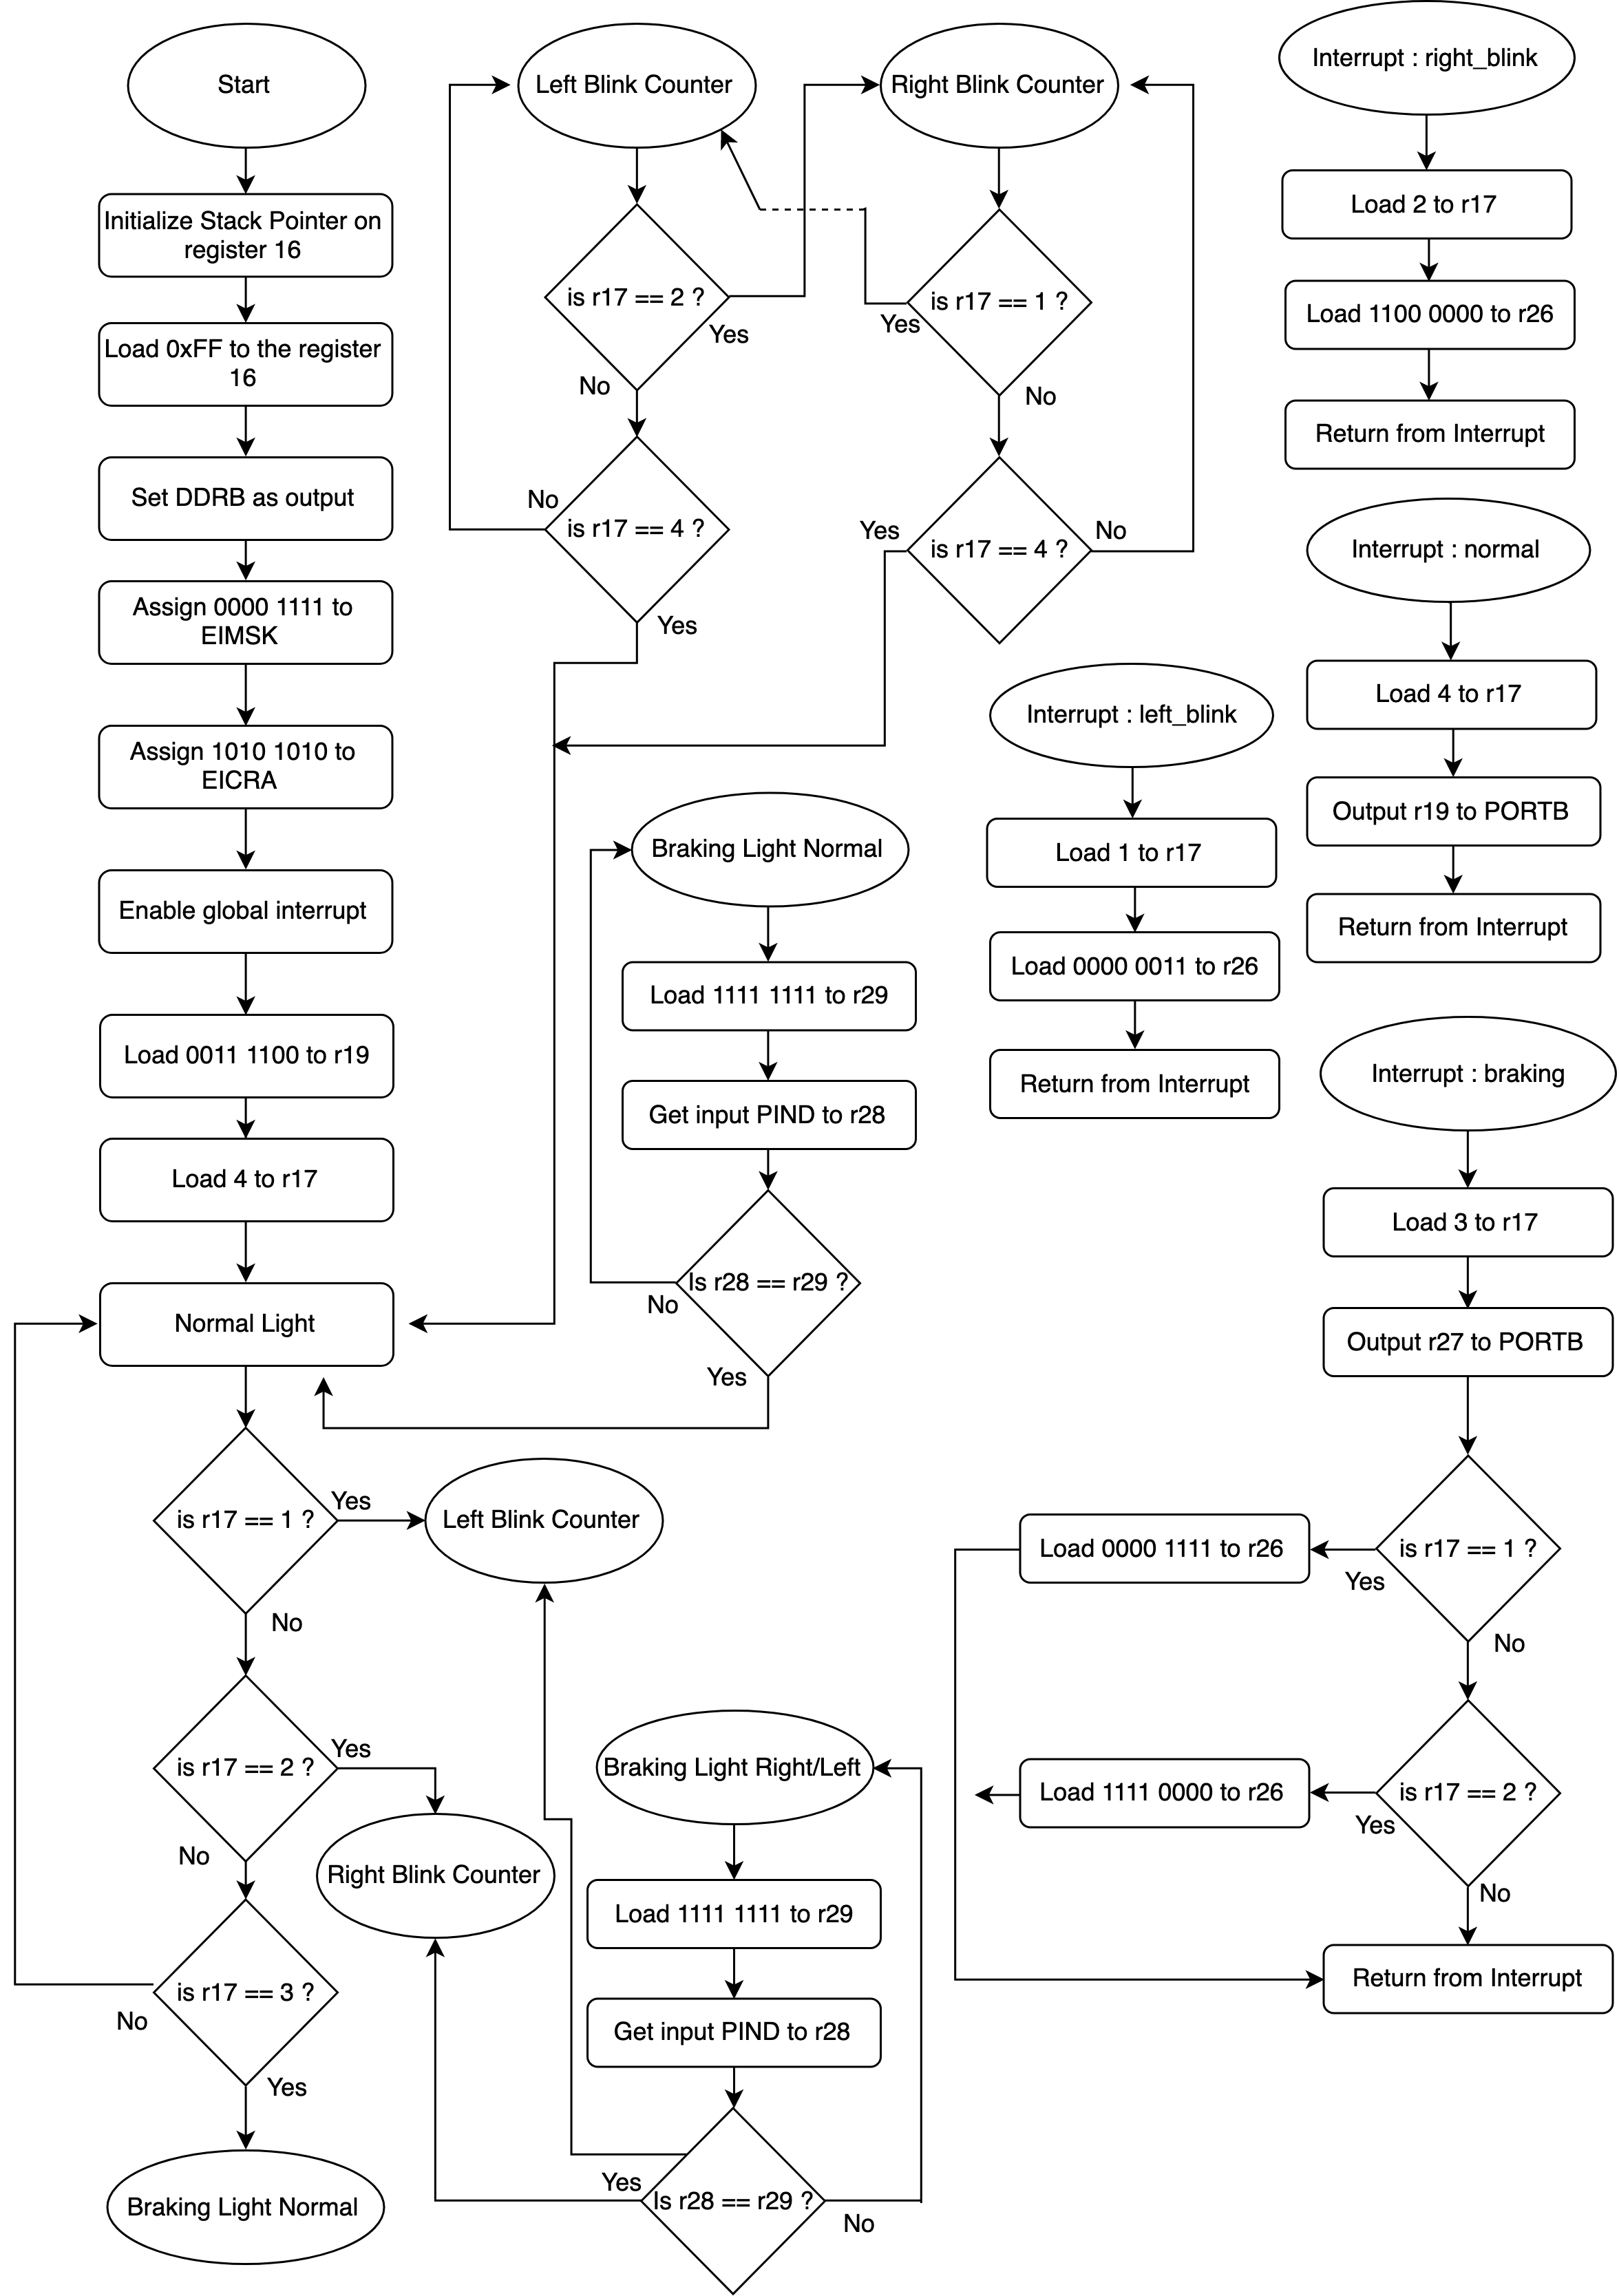 Start
Initialize Stack Pointer on
register 16
Load 0xFF to the register
16
Set DDRB as output
Assign 0000 1111 to
EIMSK
Assign 1010 1010 to
EICRA
Enable global interrupt
Load 0011 1100 to r19
Load 4 to r17
Normal Light
is r17 == 1 ?
Yes
No
Left Blink Counter
is r17 == 2 ?
Yes
No
Right Blink Counter
is r17 == 3 ?
No
Yes
Braking Light Normal
Left Blink Counter
is r17 == 2 ?
Yes
No
is r17 == 4 ?
No
Yes
Right Blink Counter
is r17 == 1 ?
Yes
No
is r17 == 4 ?
Yes
No
Braking Light Normal
Load 1111 1111 to r29
Get input PIND to r28
Is r28 == r29 ?
No
Yes
Braking Light Right/Left
Load 1111 1111 to r29
Get input PIND to r28
Is r28 == r29 ?
Yes
No
Interrupt : left_blink
Load 1 to r17
Load 0000 0011 to r26
Return from Interrupt
Interrupt : right_blink
Load 2 to r17
Load 1100 0000 to r26
Return from Interrupt
Interrupt : normal
Load 4 to r17
Output r19 to PORTB
Return from Interrupt
Interrupt : braking
Load 3 to r17
Output r27 to PORTB
is r17 == 1 ?
Yes
No
Load 0000 1111 to r26
is r17 == 2 ?
Yes
No
Load 1111 0000 to r26
Return from Interrupt